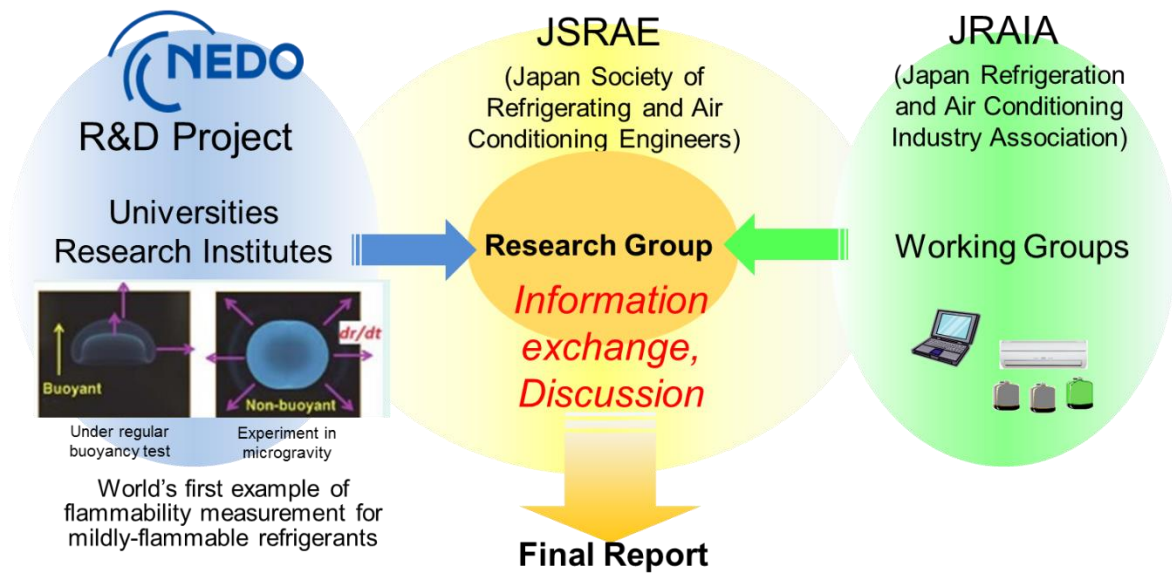 NEDO
R&D Project
Universities
Research Institutes
Buoyant
dr/dt
Non-buoyant
Under regular
buoyancy test
Experiment in
microgravity
World's first example of
flammability measurement for
mildly-flammable refrigerants
JSRAE
(Japan Society of
Refrigerating and Air
Conditioning Engineers)
Research Group
Information
exchange,
Discussion
Final Report
JRAIA
(Japan Refrigeration
and Air Conditioning
Industry Association)
Working Groups